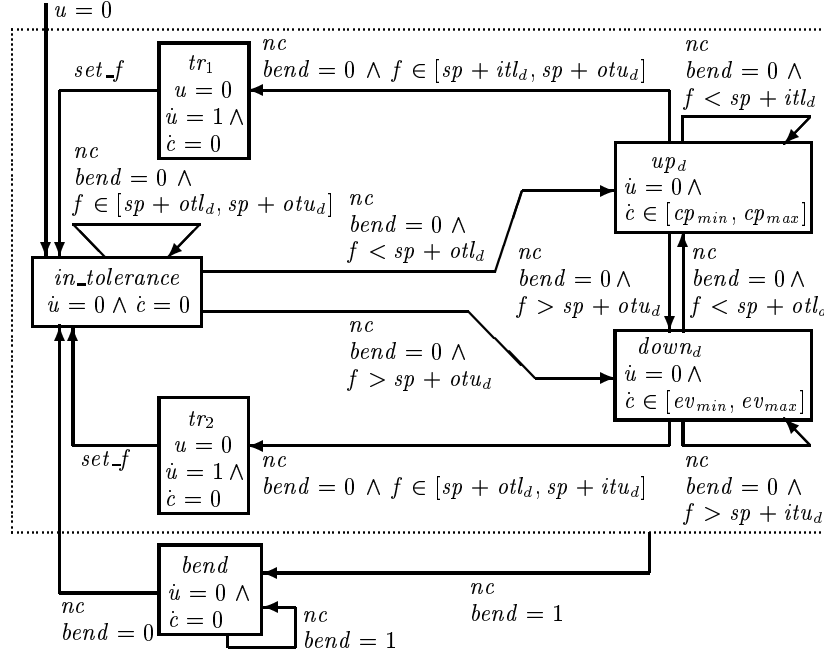 u = 0
tr₁
u = 0
u̇ = 1 ∧
ċ = 0
set_f
nc
bend = 0 ∧ f ∈ [sp + itl_d, sp + otu_d]
nc
bend = 0 ∧
f < sp + itl_d
nc
bend = 0 ∧
f ∈ [sp + otl_d, sp + otu_d]
up_d
u̇ = 0 ∧
ċ ∈ [cp_min, cp_max]
nc
bend = 0 ∧
f < sp + otl_d
in_tolerance
u̇ = 0 ∧ ċ = 0
nc
bend = 0 ∧
f > sp + otu_d
nc
bend = 0 ∧
f < sp + otl_d
nc
bend = 0 ∧
f > sp + otu_d
down_d
u̇ = 0 ∧
ċ ∈ [ev_min, ev_max]
tr₂
u = 0
u̇ = 1 ∧
ċ = 0
set_f
nc
bend = 0 ∧ f ∈ [sp + otl_d, sp + itu_d]
nc
bend = 0 ∧
f > sp + itu_d
bend
u̇ = 0 ∧
ċ = 0
nc
bend = 1
nc
bend = 0
nc
bend = 1